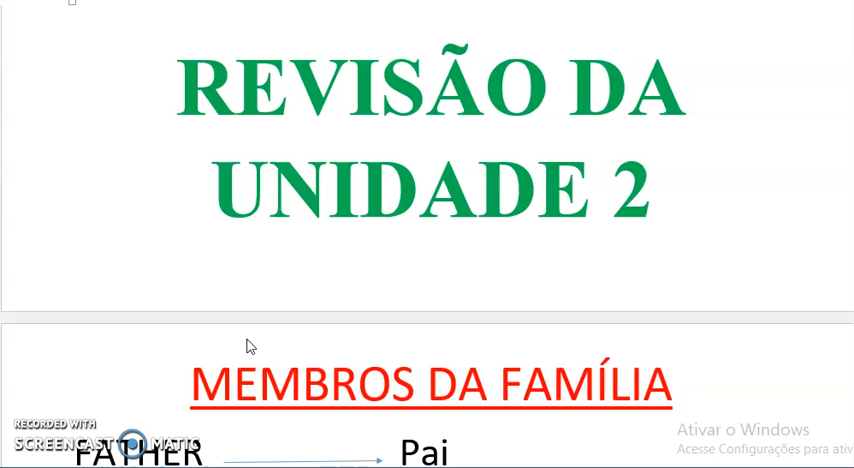 REVISÃO DA
UNIDADE 2
MEMBROS DA FAMÍLIA
RECORDED WITH
SCREENCAST MATIC
FATHER Pai
Ativar o Windows
Acesse Configurações para ativ